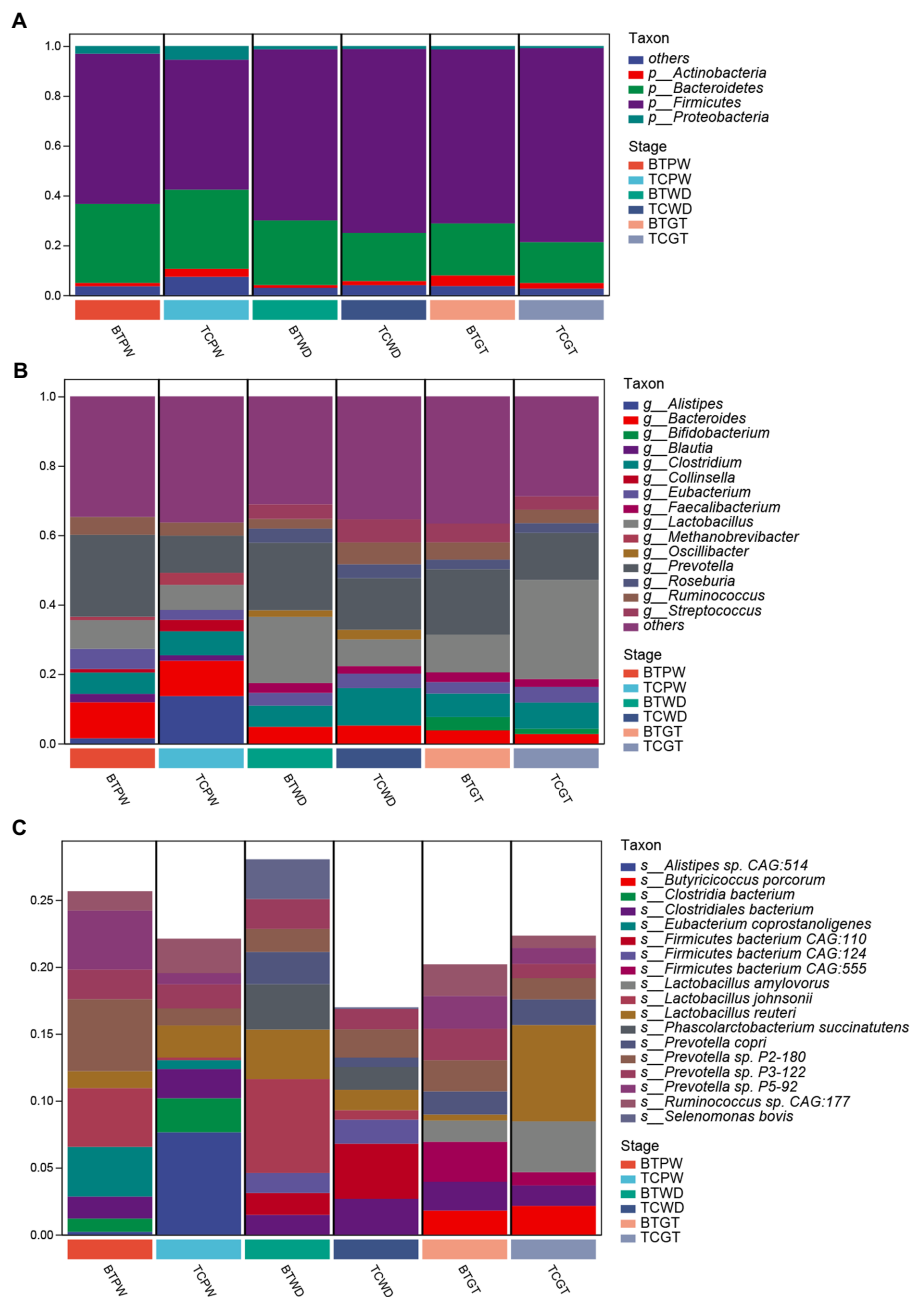 A
1.0
0.8
0.6
0.4
0.2
0.0
BTPW
TCPW
BTWD
TCWD
BTGT
TCGT
Taxon
others
p__Actinobacteria
p__Bacteroidetes
p__Firmicutes
p__Proteobacteria
Stage
BTPW
TCPW
BTWD
TCWD
BTGT
TCGT
B
1.0
0.8
0.6
0.4
0.2
0.0
BTPW
TCPW
BTWD
TCWD
BTGT
TCGT
Taxon
g__Alistipes
g__Bacteroides
g__Bifidobacterium
g__Blautia
g__Clostridium
g__Collinsella
g__Eubacterium
g__Faecalibacterium
g__Lactobacillus
g__Methanobrevibacter
g__Oscillibacter
g__Prevotella
g__Roseburia
g__Ruminococcus
g__Streptococcus
others
Stage
BTPW
TCPW
BTWD
TCWD
BTGT
TCGT
C
0.25
0.20
0.15
0.10
0.05
0.00
BTPW
TCPW
BTWD
TCWD
BTGT
TCGT
Taxon
s__Alistipes sp. CAG:514
s__Butyricicoccus porcorum
s__Clostridia bacterium
s__Clostridiales bacterium
s__Eubacterium coprostanoligenes
s__Firmicutes bacterium CAG:110
s__Firmicutes bacterium CAG:124
s__Firmicutes bacterium CAG:555
s__Lactobacillus amylovorus
s__Lactobacillus johnsonii
s__Lactobacillus reuteri
s__Phascolarctobacterium succinatutens
s__Prevotella copri
s__Prevotella sp. P2-180
s__Prevotella sp. P3-122
s__Prevotella sp. P5-92
s__Ruminococcus sp. CAG:177
s__Selenomonas bovis
Stage
BTPW
TCPW
BTWD
TCWD
BTGT
TCGT